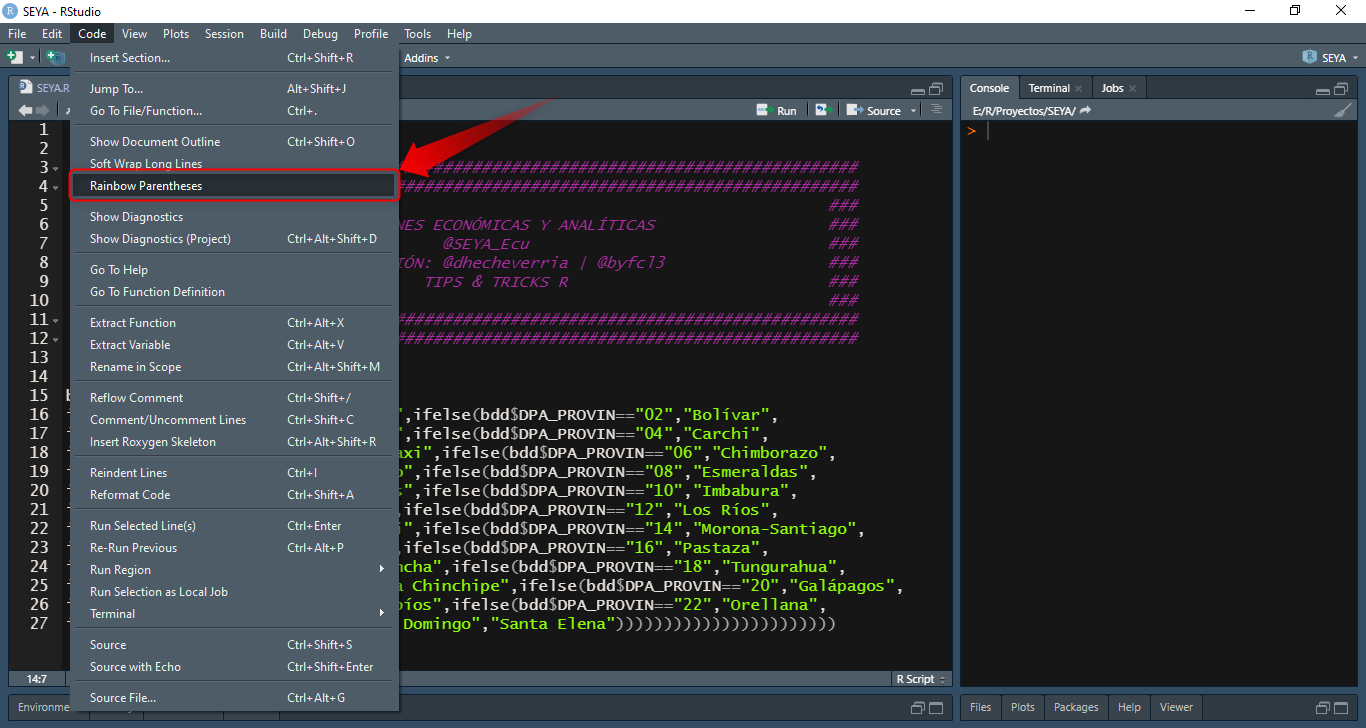 SEYA - RStudio
File Edit Code View Plots Session Build Debug Profile Tools Help
Addins
SEYA
SEYA.R
Run
Source
Insert Section... Ctrl+Shift+R
Jump To... Alt+Shift+J
Go To File/Function... Ctrl+.
Show Document Outline Ctrl+Shift+O
Soft Wrap Long Lines
Rainbow Parentheses
Show Diagnostics
Show Diagnostics (Project) Ctrl+Alt+Shift+D
Go To Help
Go To Function Definition
Extract Function Ctrl+Alt+X
Extract Variable Ctrl+Alt+V
Rename in Scope Ctrl+Alt+Shift+M
Reflow Comment Ctrl+Shift+/
Comment/Uncomment Lines Ctrl+Shift+C
Insert Roxygen Skeleton Ctrl+Alt+Shift+R
Reindent Lines Ctrl+I
Reformat Code Ctrl+Shift+A
Run Selected Line(s) Ctrl+Enter
Re-Run Previous Ctrl+Alt+P
Run Region
Run Selection as Local Job
Terminal
Source Ctrl+Shift+S
Source with Echo Ctrl+Shift+Enter
Source File... Ctrl+Alt+G
1
2
3 ################################################
4 ################################################
5 ###
6 NES ECONÓMICAS Y ANALÍTICAS ###
7 @SEYA_Ecu ###
8 IÓN: @dhecheverria | @byfcl3 ###
9 TIPS & TRICKS R ###
10 ###
11 ################################################
12 ################################################
13
14
15
16 ",ifelse(bdd$DPA_PROVIN=="02","Bolívar",
17 ",ifelse(bdd$DPA_PROVIN=="04","Carchi",
18 axi",ifelse(bdd$DPA_PROVIN=="06","Chimborazo",
19 o",ifelse(bdd$DPA_PROVIN=="08","Esmeraldas",
20 s",ifelse(bdd$DPA_PROVIN=="10","Imbabura",
21 ,ifelse(bdd$DPA_PROVIN=="12","Los Ríos",
22 í",ifelse(bdd$DPA_PROVIN=="14","Morona-Santiago",
23 ,ifelse(bdd$DPA_PROVIN=="16","Pastaza",
24 ncha",ifelse(bdd$DPA_PROVIN=="18","Tungurahua",
25 a Chinchipe",ifelse(bdd$DPA_PROVIN=="20","Galápagos",
26 bíos",ifelse(bdd$DPA_PROVIN=="22","Orellana",
27 Domingo","Santa Elena")))))))))))))))))))))))
14:7 R Script
Environme
Console Terminal Jobs
E:/R/Proyectos/SEYA/
>
Files Plots Packages Help Viewer